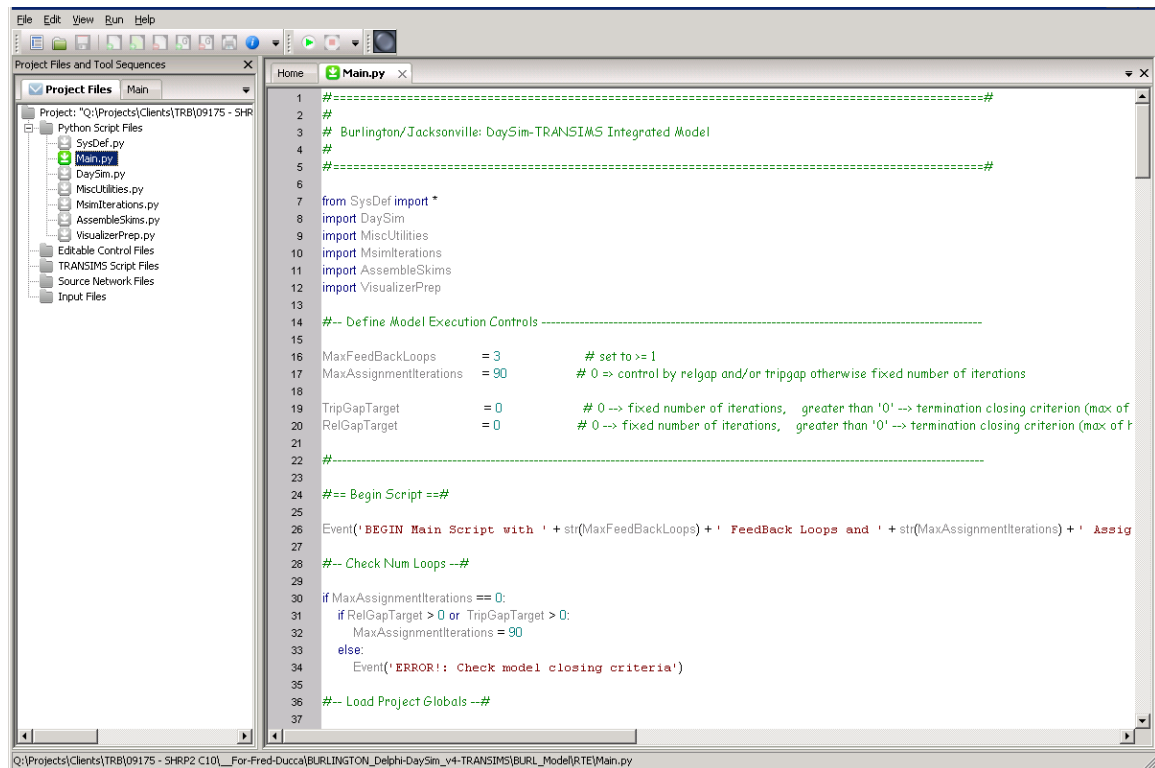 File Edit View Run Help
Project Files and Tool Sequences
Project Files Main
Project: "Q:\Projects\Clients\TRB\09175 - SHR
Python Script Files
SysDef.py
Main.py
DaySim.py
MiscUtilities.py
MsimIterations.py
AssembleSkims.py
VisualizerPrep.py
Editable Control Files
TRANSIMS Script Files
Source Network Files
Input Files
Home Main.py
1 #==================================================================================#
2 #
3 # Burlington/Jacksonville: DaySim-TRANSIMS Integrated Model
4 #
5 #==================================================================================#
6
7 from SysDef import *
8 import DaySim
9 import MiscUtilities
10 import MsimIterations
11 import AssembleSkims
12 import VisualizerPrep
13
14 #-- Define Model Execution Controls ------------------------------------------------------------
15
16 MaxFeedBackLoops = 3 # set to >= 1
17 MaxAssignmentIterations = 90 # 0 => control by relgap and/or tripgap otherwise fixed number of iterations
18
19 TripGapTarget = 0 # 0 --> fixed number of iterations, greater than '0' --> termination closing criterion (max of
20 RelGapTarget = 0 # 0 --> fixed number of iterations, greater than '0' --> termination closing criterion (max of h
21
22 #------------------------------------------------------------------------------------------
23
24 #== Begin Script ==#
25
26 Event('BEGIN Main Script with ' + str(MaxFeedBackLoops) + ' FeedBack Loops and ' + str(MaxAssignmentIterations) + ' Assig
27
28 #-- Check Num Loops --#
29
30 if MaxAssignmentIterations == 0:
31 if RelGapTarget > 0 or TripGapTarget > 0:
32 MaxAssignmentIterations = 90
33 else:
34 Event('ERROR!: Check model closing criteria')
35
36 #-- Load Project Globals --#
37
Q:\Projects\Clients\TRB\09175 - SHRP2 C10\__For-Fred-Ducca\BURLINGTON_Delphi-DaySim_v4-TRANSIMS\BURL_Model\RTE\Main.py